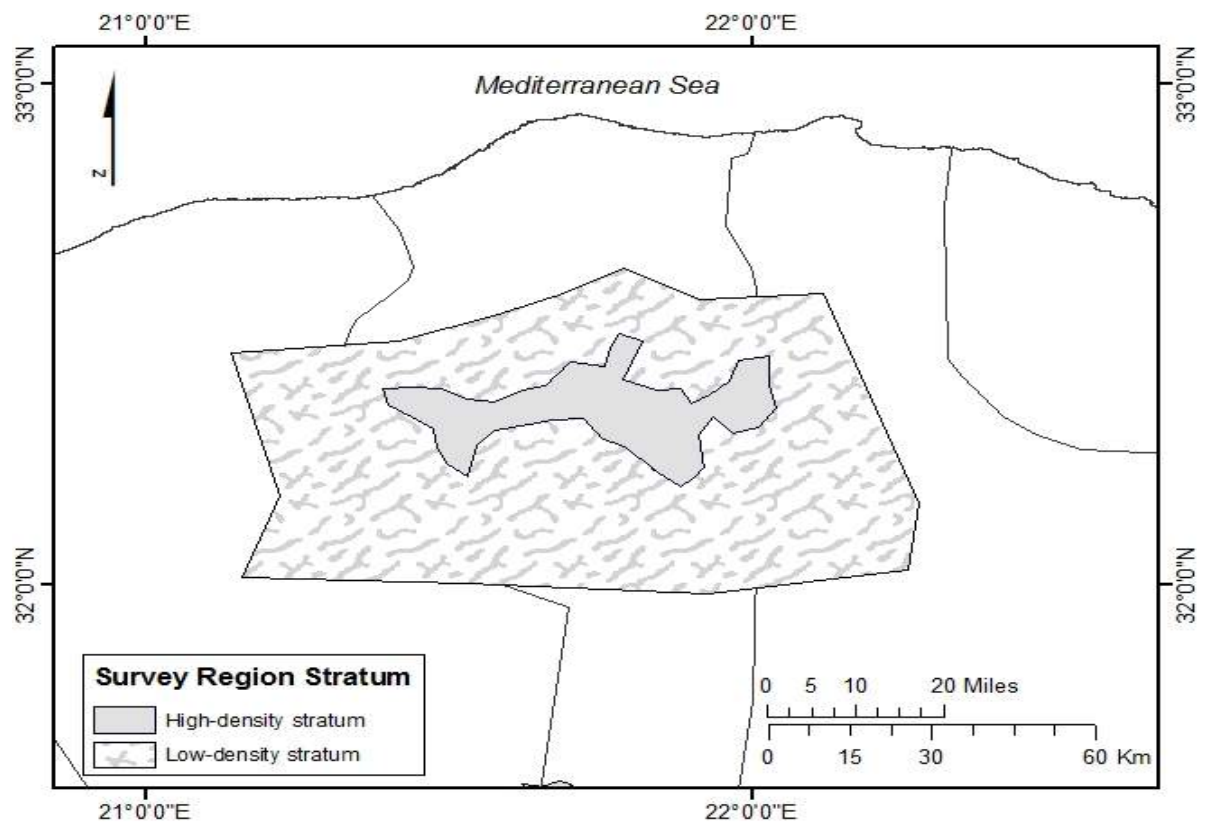 21°0'0"E 22°0'0"E
33°0'0"N 33°0'0"N
Mediterranean Sea
N
32°0'0"N 32°0'0"N
Survey Region Stratum
High-density stratum
Low-density stratum
0 5 10 20 Miles
0 15 30 60 Km
21°0'0"E 22°0'0"E